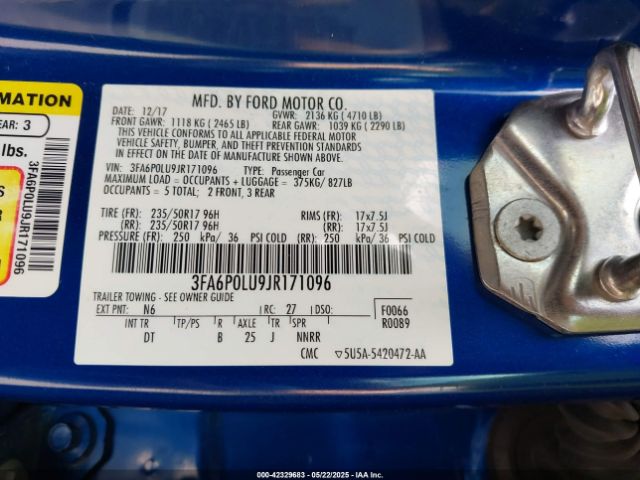 MFD. BY FORD MOTOR CO.
DATE: 12/17 GVWR: 2136 KG ( 4710 LB)
FRONT GAWR: 1118 KG ( 2465 LB) REAR GAWR: 1039 KG ( 2290 LB)
THIS VEHICLE CONFORMS TO ALL APPLICABLE FEDERAL MOTOR
VEHICLE SAFETY, BUMPER, AND THEFT PREVENTION STANDARDS
IN EFFECT ON THE DATE OF MANUFACTURE SHOWN ABOVE.
VIN: 3FA6P0LU9JR171096 TYPE: Passenger Car
MAXIMUM LOAD = OCCUPANTS + LUGGAGE = 375KG/ 827LB
OCCUPANTS = 5 TOTAL; 2 FRONT, 3 REAR
TIRE (FR): 235/50R17 96H RIMS (FR): 17x7.5J
(RR): 235/50R17 96H (RR): 17x7.5J
PRESSURE (FR): 250 kPa/ 36 PSI COLD (RR): 250 kPa/ 36 PSI COLD
3FA6P0LU9JR171096
TRAILER TOWING - SEE OWNER GUIDE
EXT PNT: N6 RC: 27 DSO: F0066
R0089
INT TR TP/PS R AXLE TR SPR
DT B 25 J NNRR
CMC ▽5U5A-5420472-AA
RMATION
EAR: 3
lbs.
3FA6P0LU9JR171096
000-42329683 - 05/22/2025 - IAA Inc.